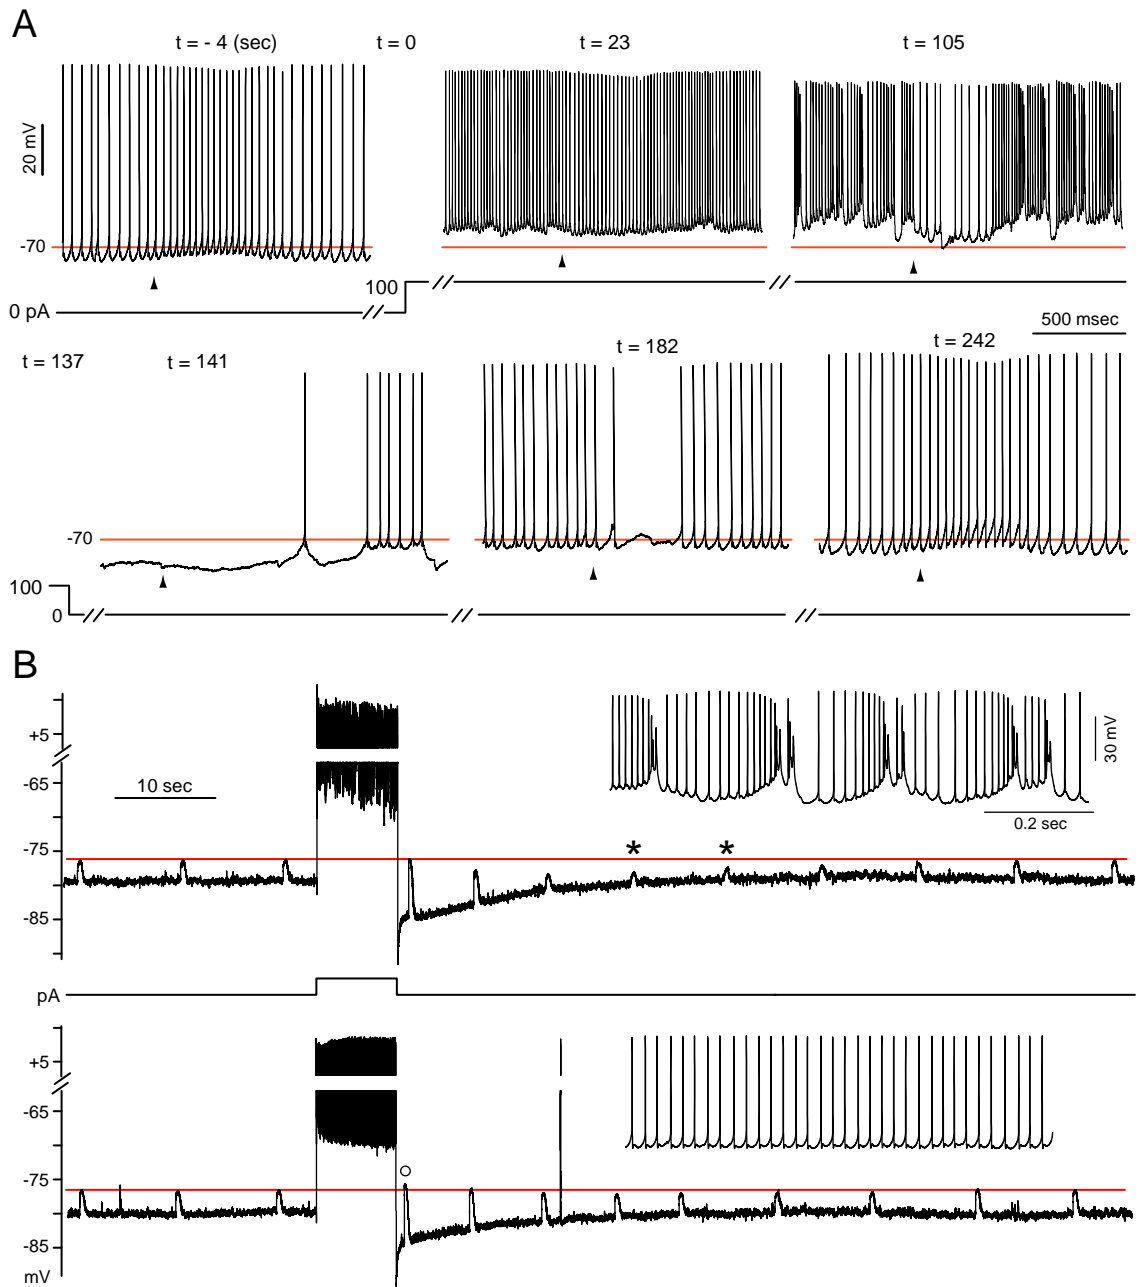 A
t = - 4 (sec) t = 0 t = 23 t = 105
20 mV
-70
100
0 pA
500 msec
t = 137 t = 141 t = 182 t = 242
-70
100
0
B
+5
-65
10 sec
30 mV
0.2 sec
-75
* *
-85
pA
+5
-65
-75
-85
mV